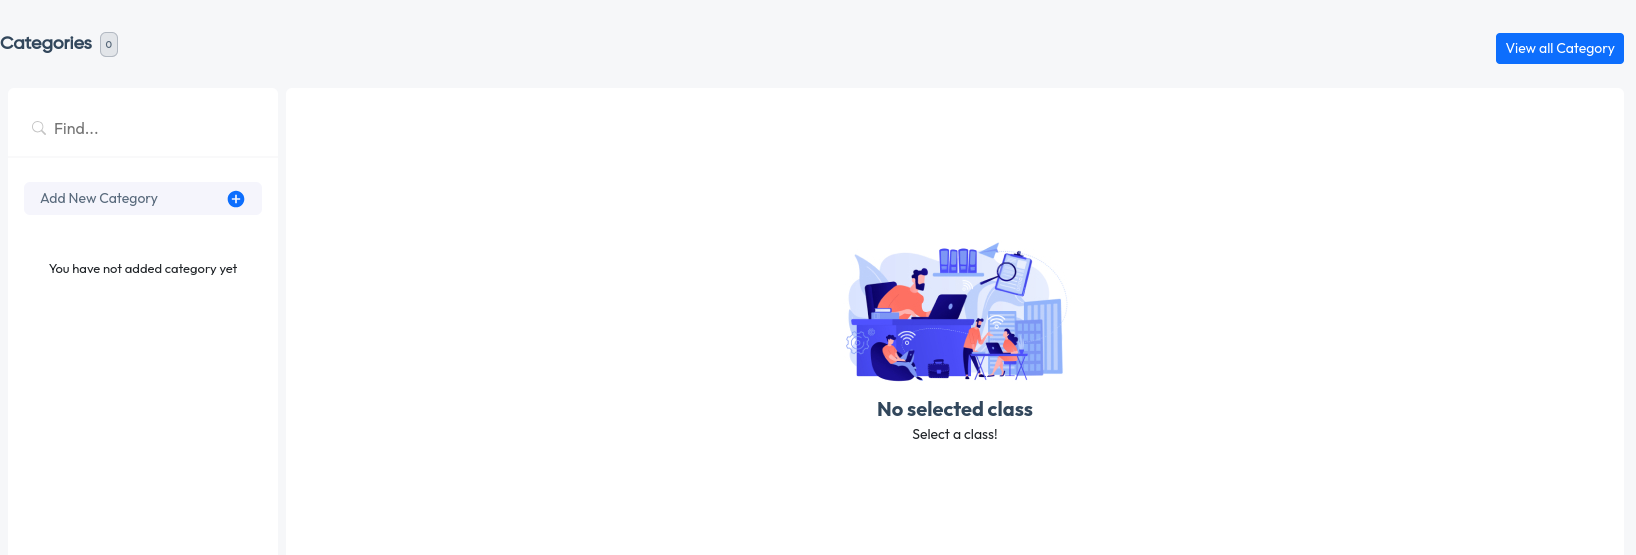 Categories 0
View all Category
Find...
Add New Category
You have not added category yet
No selected class
Select a class!